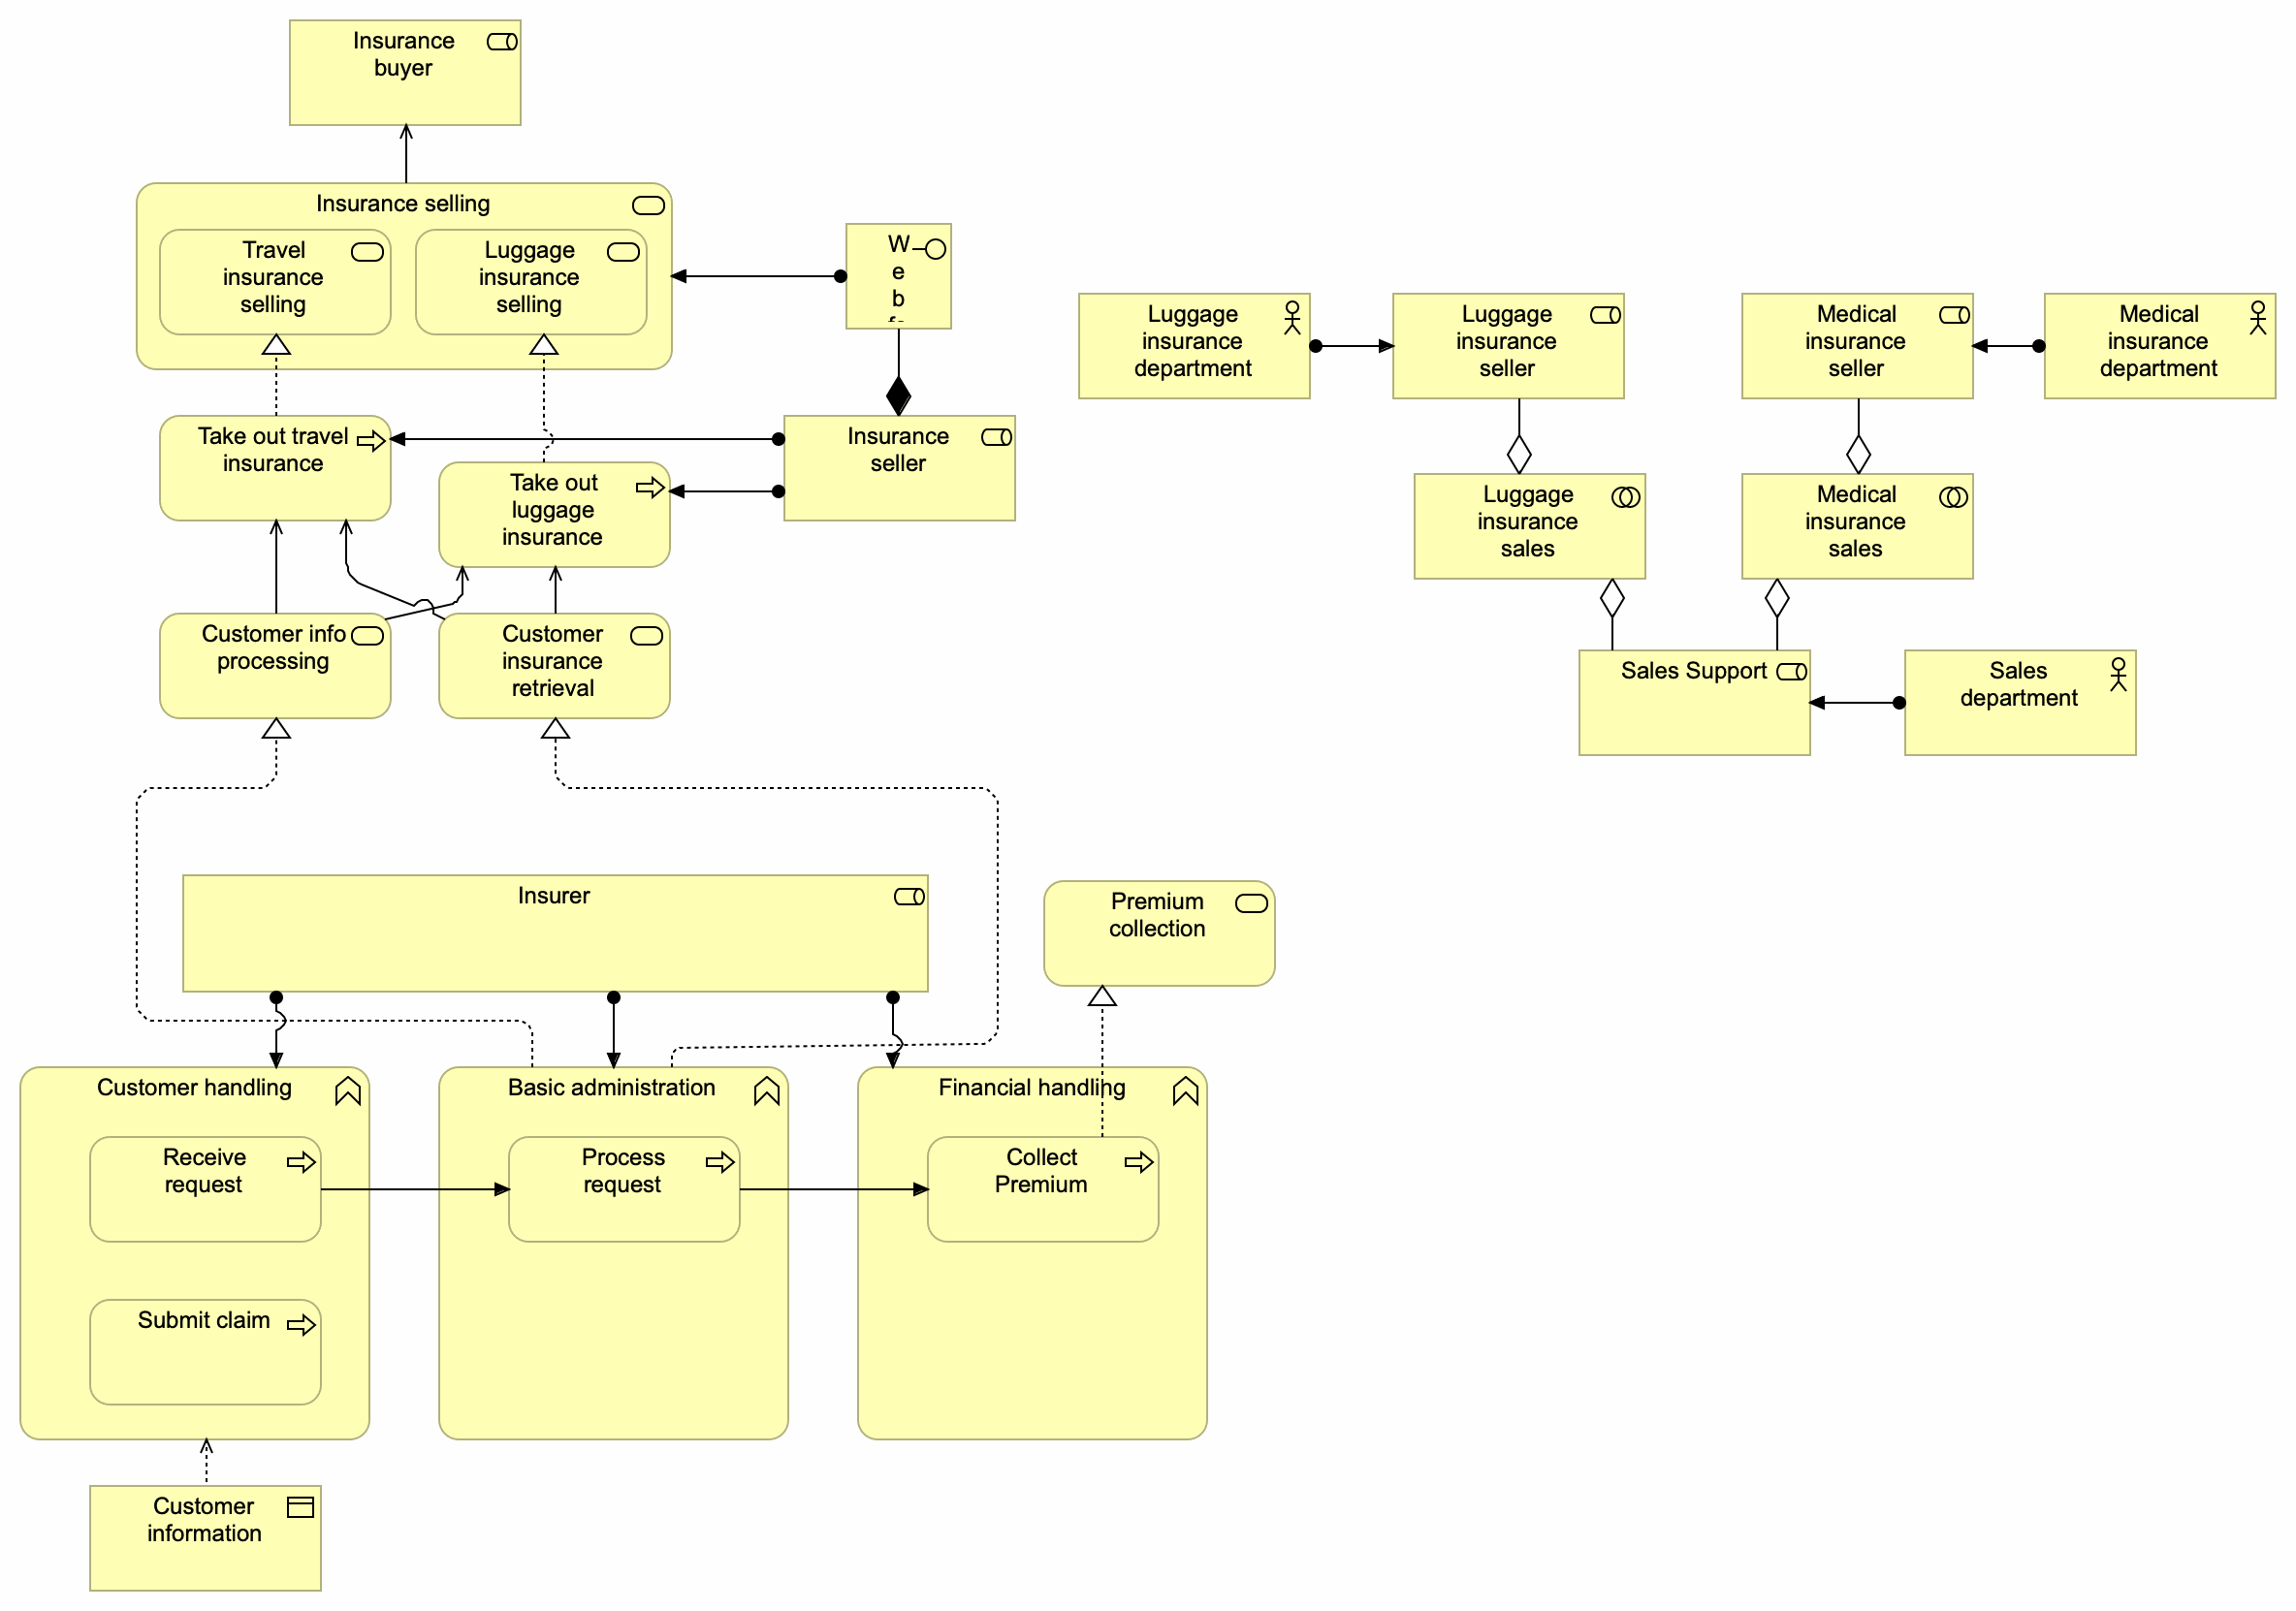 Insurance
buyer
Insurance selling
Travel
insurance
selling
Luggage
insurance
selling
W
e
b
Luggage
insurance
department
Luggage
insurance
seller
Medical
insurance
seller
Medical
insurance
department
Take out travel
insurance
Insurance
seller
Take out
luggage
insurance
Luggage
insurance
sales
Medical
insurance
sales
Customer info
processing
Customer
insurance
retrieval
Sales Support
Sales
department
Insurer
Premium
collection
Customer handling
Basic administration
Financial handling
Receive
request
Process
request
Collect
Premium
Submit claim
Customer
information